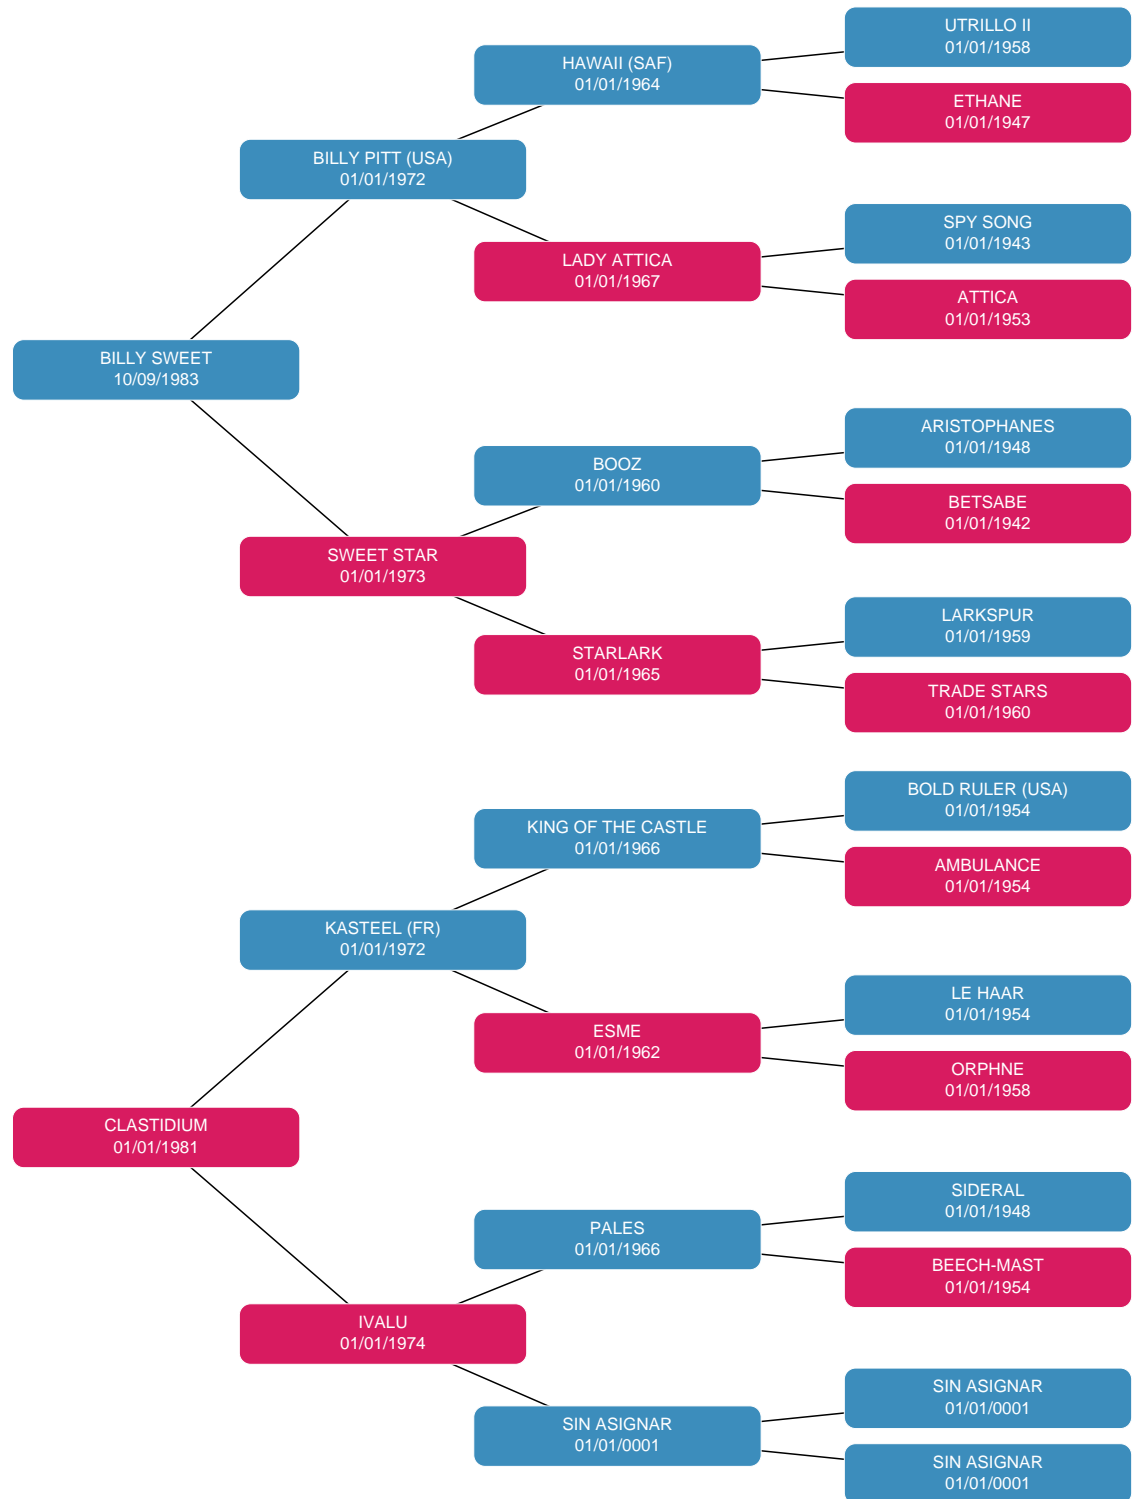 UTRILLO II
01/01/1958
HAWAII (SAF)
01/01/1964
ETHANE
01/01/1947
BILLY PITT (USA)
01/01/1972
SPY SONG
01/01/1943
LADY ATTICA
01/01/1967
ATTICA
01/01/1953
BILLY SWEET
10/09/1983
ARISTOPHANES
01/01/1948
BOOZ
01/01/1960
BETSABE
01/01/1942
SWEET STAR
01/01/1973
LARKSPUR
01/01/1959
STARLARK
01/01/1965
TRADE STARS
01/01/1960
BOLD RULER (USA)
01/01/1954
KING OF THE CASTLE
01/01/1966
AMBULANCE
01/01/1954
KASTEEL (FR)
01/01/1972
LE HAAR
01/01/1954
ESME
01/01/1962
ORPHNE
01/01/1958
CLASTIDIUM
01/01/1981
SIDERAL
01/01/1948
PALES
01/01/1966
BEECH-MAST
01/01/1954
IVALU
01/01/1974
SIN ASIGNAR
01/01/0001
SIN ASIGNAR
01/01/0001
SIN ASIGNAR
01/01/0001